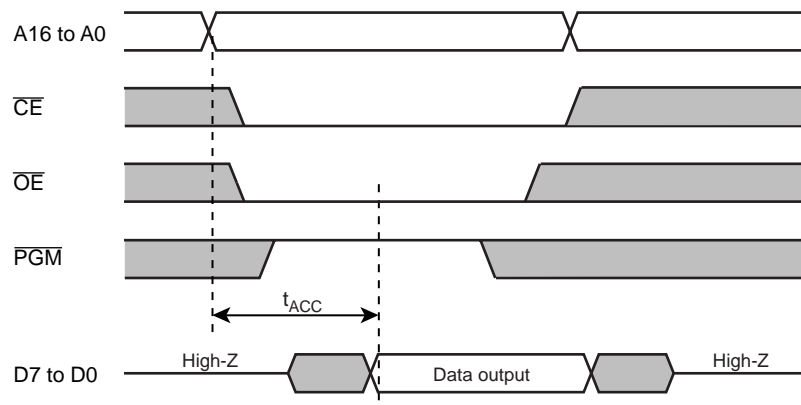 A16 to A0
CE
OE
PGM
tACC
D7 to D0
High-Z
Data output
High-Z